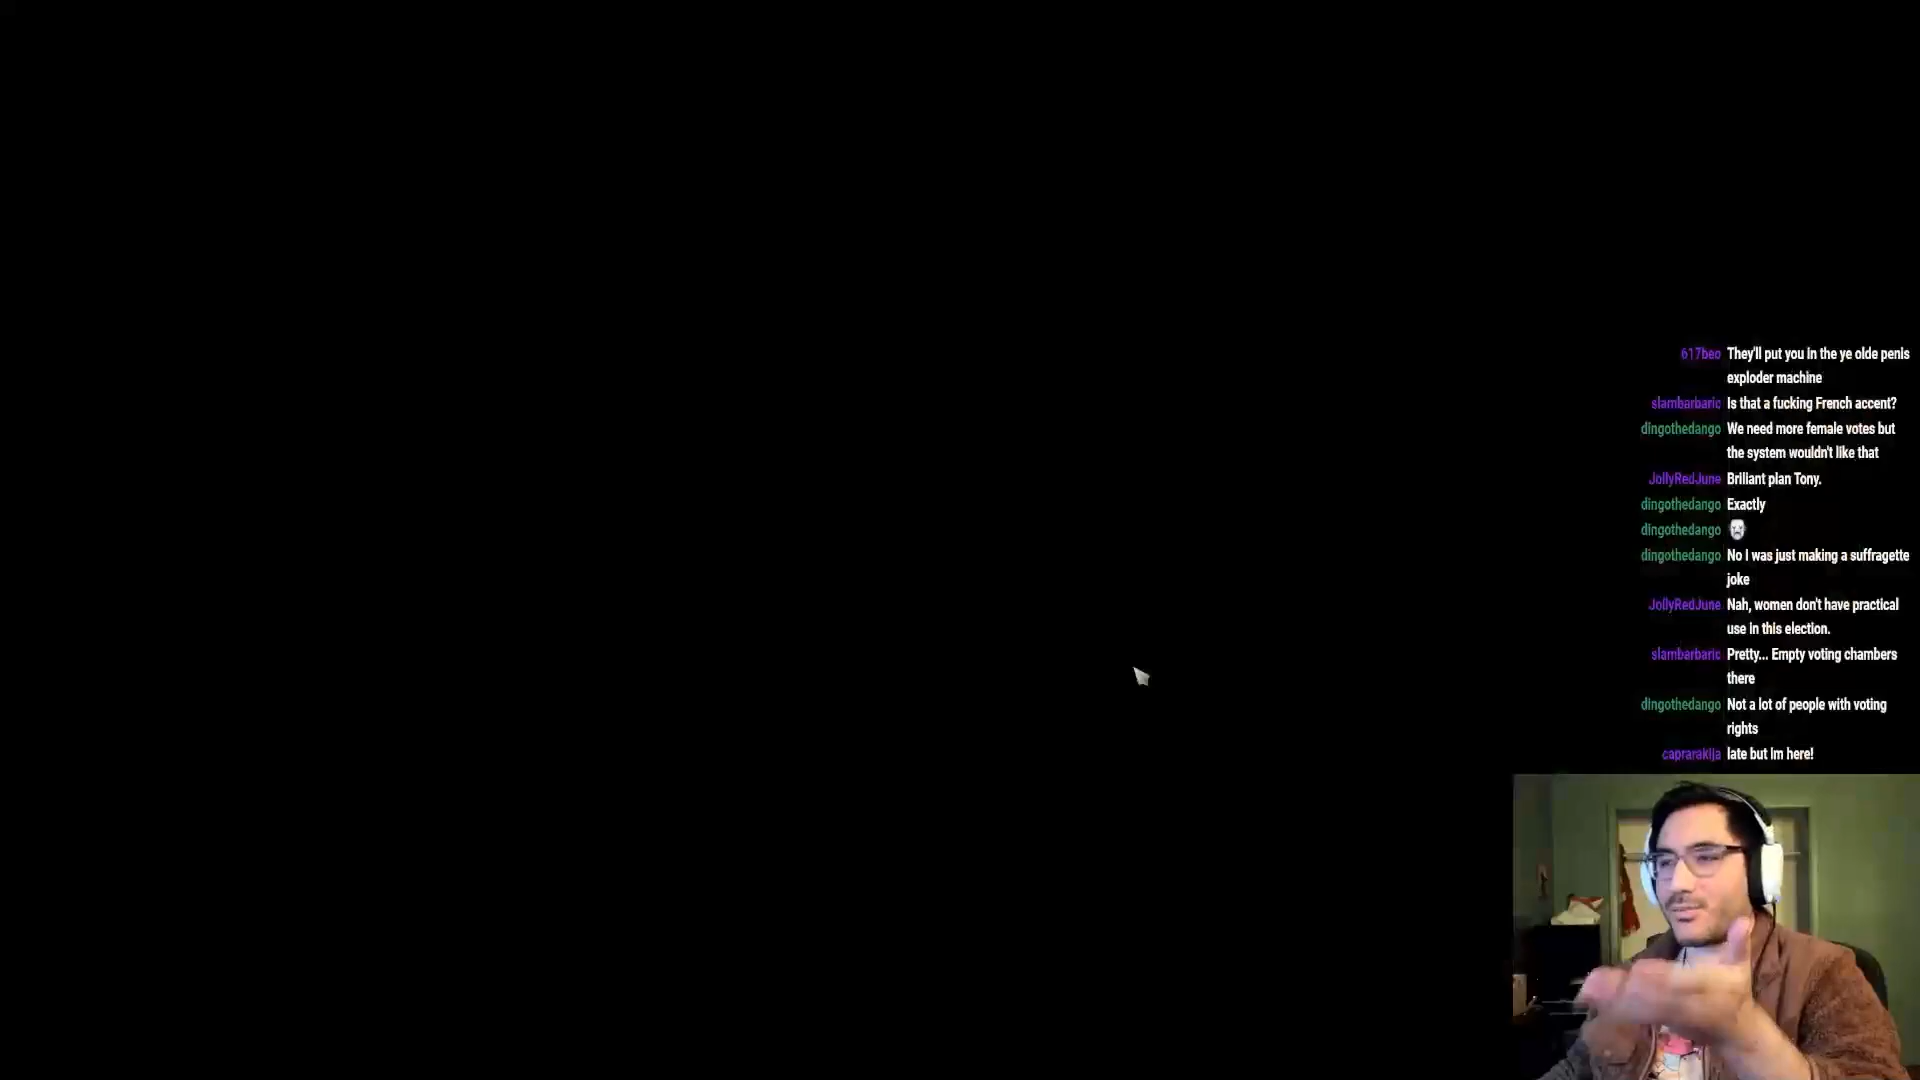 617beo They'll put you in the ye olde penis
exploder machine
slambarbaric Is that a fucking French accent?
dingothedango We need more female votes but
the system wouldn't like that
JollyRedJune Brillant plan Tony.
dingothedango Exactly
dingothedango
dingothedango No I was just making a suffragette
joke
JollyRedJune Nah, women don't have practical
use in this election.
slambarbaric Pretty... Empty voting chambers
there
dingothedango Not a lot of people with voting
rights
caprarakija late but im here!